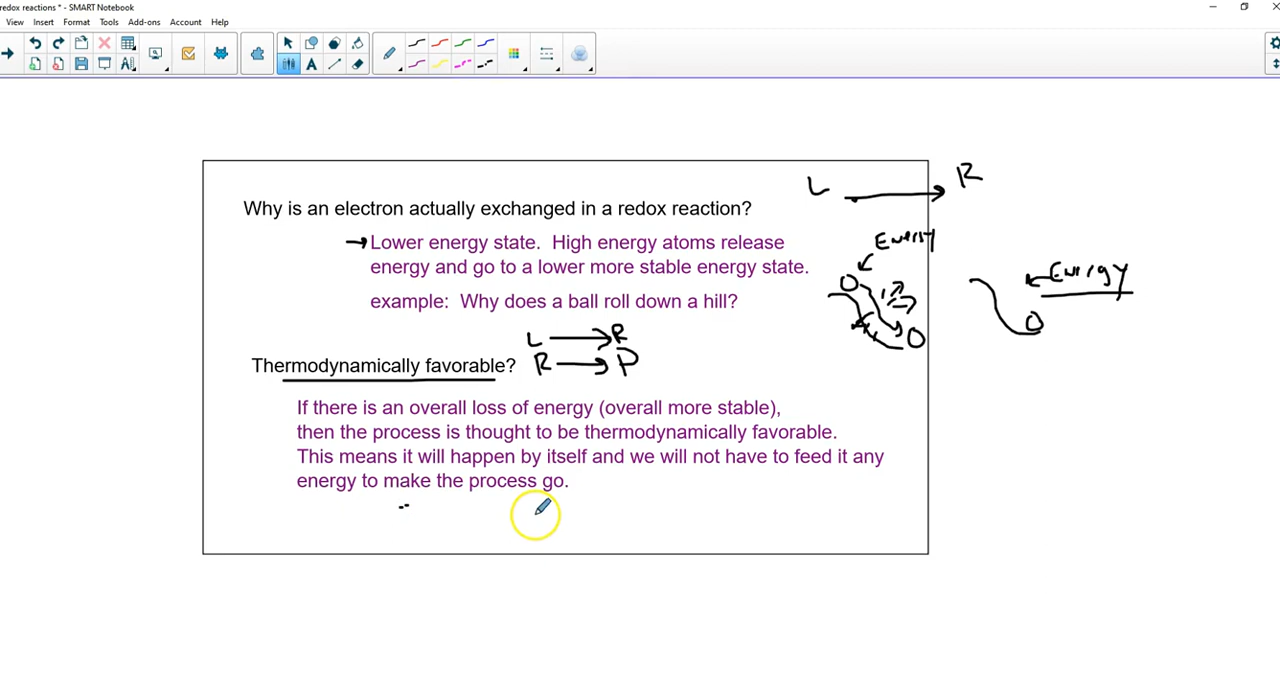 redox reactions * - SMART Notebook
View Insert Format Tools Add-ons Account Help
L → R
Why is an electron actually exchanged in a redox reaction?
→ Lower energy state. High energy atoms release
energy and go to a lower more stable energy state.
Energy
Energy
example: Why does a ball roll down a hill?
L → R
Thermodynamically favorable?
R → P
If there is an overall loss of energy (overall more stable),
then the process is thought to be thermodynamically favorable.
This means it will happen by itself and we will not have to feed it any
energy to make the process go.